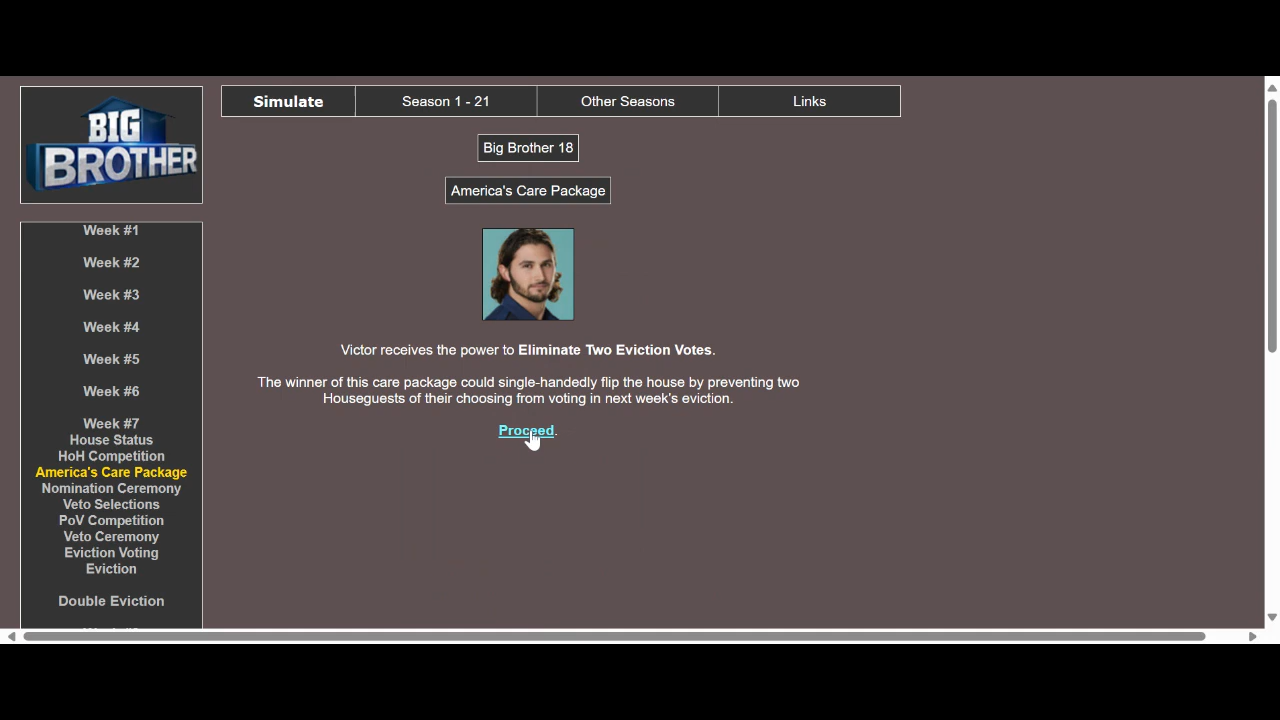 BIG
BROTHER
Simulate
Season 1 - 21
Other Seasons
Links
Big Brother 18
America's Care Package
Victor receives the power to Eliminate Two Eviction Votes.
The winner of this care package could single-handedly flip the house by preventing two
Houseguests of their choosing from voting in next week's eviction.
Proceed.
Week #1
Week #2
Week #3
Week #4
Week #5
Week #6
Week #7
House Status
HoH Competition
America's Care Package
Nomination Ceremony
Veto Selections
PoV Competition
Veto Ceremony
Eviction Voting
Eviction
Double Eviction